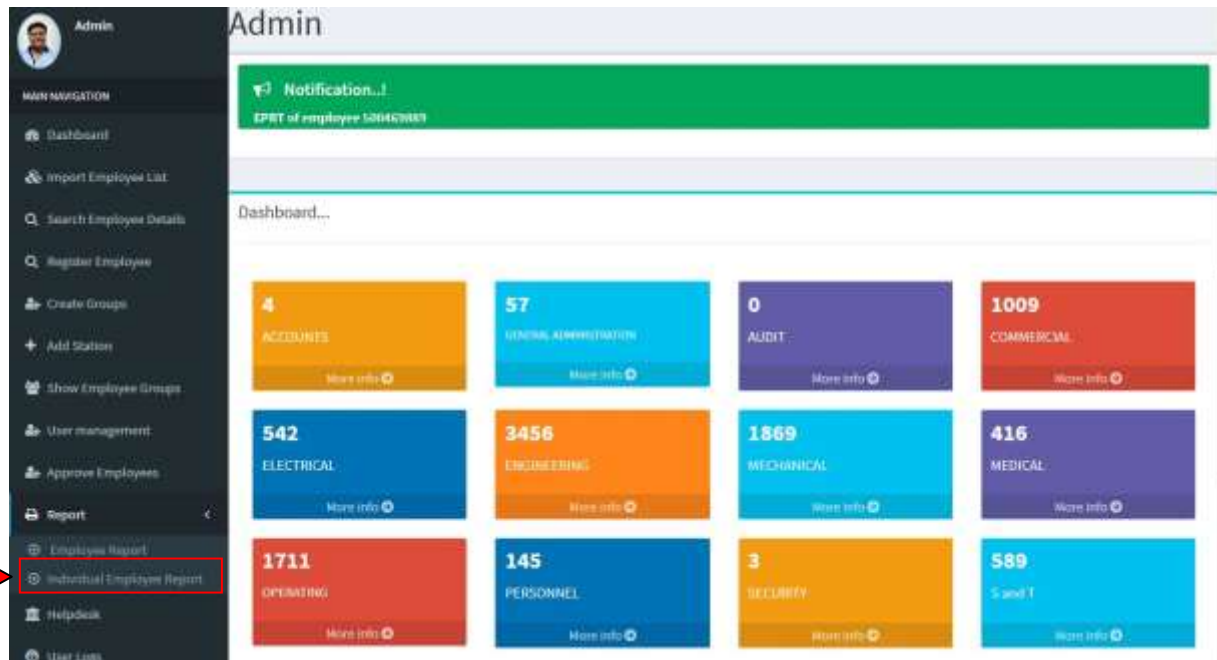 Admin
Admin
MAIN NAVIGATION
Notification..!
EPRT of employee
Dashboard
Import Employee List
Search Employee Details
Dashboard...
Register Employee
Create Groups
Add Station
Show Employee Groups
User management
Approve Employees
Report
Employee Report
Individual Employee Report
Helpdesk
User Logs
4
ACCOUNTS
More info
57
GENERAL ADMINISTRATION
More info
0
AUDIT
More info
1009
COMMERCIAL
More info
542
ELECTRICAL
More info
3456
ENGINEERING
More info
1869
MECHANICAL
More info
416
MEDICAL
More info
1711
OPERATING
More info
145
PERSONNEL
More info
3
SECURITY
More info
589
S and T
More info